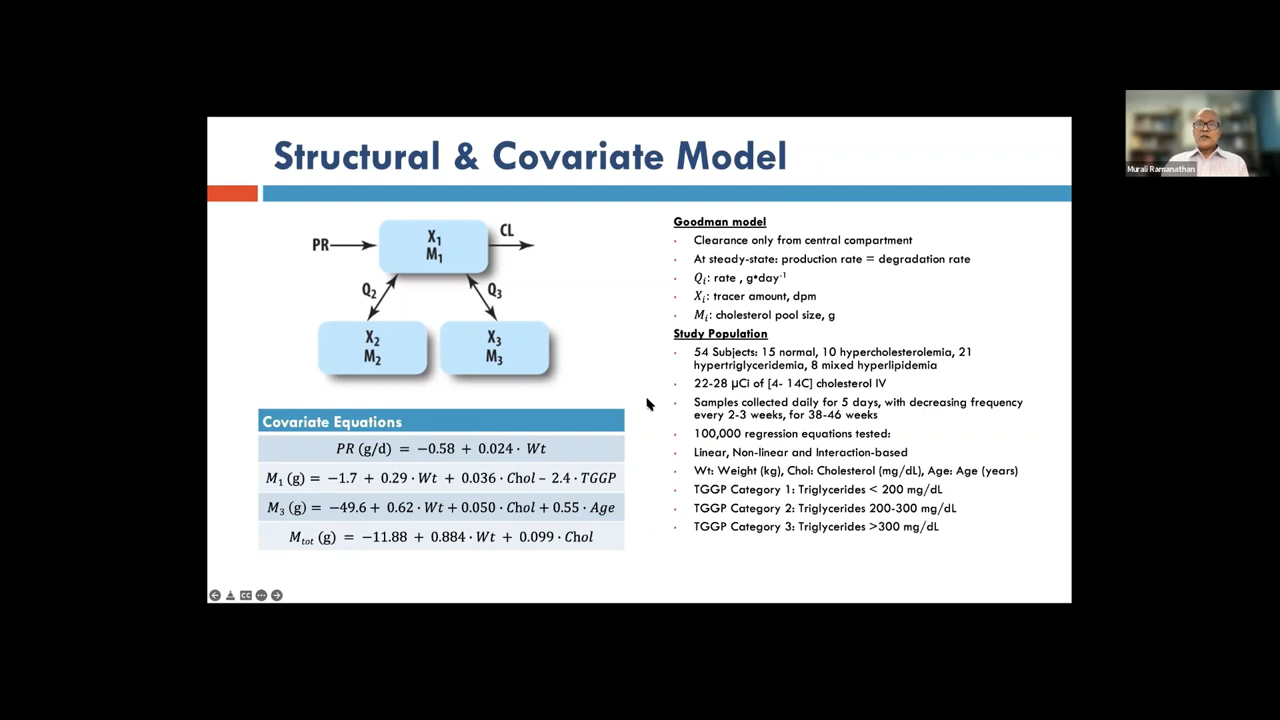 Structural & Covariate Model
PR
X₁
M₁
CL
Q₂
Q₃
X₂
M₂
X₃
M₃
Covariate Equations
PR (g/d) = −0.58 + 0.024· Wt
M₁ (g) = −1.7 + 0.29·Wt + 0.036·Chol – 2.4·TGGP
M₃ (g) = −49.6 + 0.62·Wt+0.050·Chol + 0.55·Age
Mₜₒₜ (g) = −11.88 + 0.884·Wt + 0.099·Chol
Goodman model
• Clearance only from central compartment
• At steady-state: production rate = degradation rate
• Qᵢ: rate , g•day⁻¹
• Xᵢ: tracer amount, dpm
• Mᵢ: cholesterol pool size, g
Study Population
• 54 Subjects: 15 normal, 10 hypercholesterolemia, 21
hypertriglyceridemia, 8 mixed hyperlipidemia
• 22-28 µCi of [4- 14C] cholesterol IV
• Samples collected daily for 5 days, with decreasing frequency
every 2-3 weeks, for 38-46 weeks
• 100,000 regression equations tested:
• Linear, Non-linear and Interaction-based
• Wt: Weight (kg), Chol: Cholesterol (mg/dL), Age: Age (years)
• TGGP Category 1: Triglycerides < 200 mg/dL
• TGGP Category 2: Triglycerides 200-300 mg/dL
• TGGP Category 3: Triglycerides >300 mg/dL
CC
Murali Ramanathan